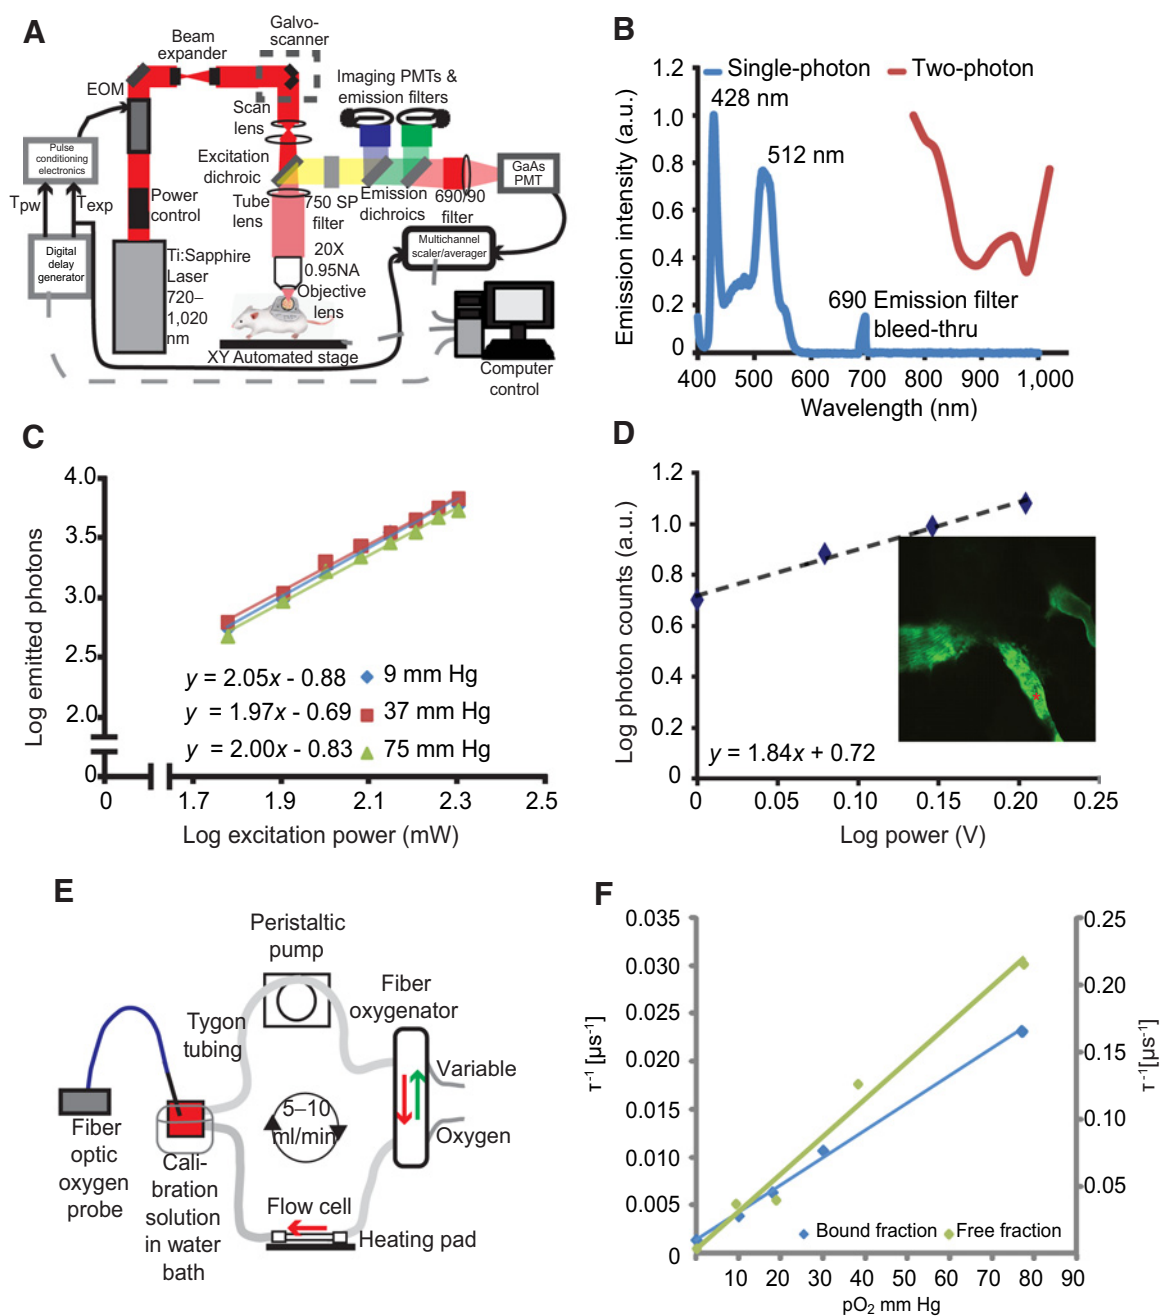 A
Galvo-
scanner
Beam
expander
EOM
Imaging PMTs &
emission filters
Scan
lens
Pulse
conditioning
electronics
Excitation
dichroic
GaAs
PMT
Tpw
Texp
Power
control
Tube
lens
750 SP
filter
Emission
dichroics
690/90
filter
Digital
delay
generator
Multichannel
scaler/averager
Ti:Sapphire
Laser
720–
1,020
nm
20X
0.95NA
Objective
lens
XY Automated stage
Computer
control
B
Single-photon
Two-photon
428 nm
512 nm
690 Emission filter
bleed-thru
Emission intensity (a.u.)
1.2
1.0
0.8
0.6
0.4
0.2
0
400 500 600 700 800 900 1,000
Wavelength (nm)
C
Log emitted photons
4.0
3.5
3.0
2.5
2.0
0
y = 2.05x - 0.88 9 mm Hg
y = 1.97x - 0.69 37 mm Hg
y = 2.00x - 0.83 75 mm Hg
0 1.7 1.9 2.1 2.3 2.5
Log excitation power (mW)
D
Log photon counts (a.u.)
1.2
1.0
0.8
0.6
0.4
0.2
0
y = 1.84x + 0.72
0 0.05 0.10 0.15 0.20 0.25
Log power (V)
E
Peristaltic
pump
Fiber
oxygenator
Tygon
tubing
Variable
Oxygen
5–10
ml/min
Fiber
optic
oxygen
probe
Cali-
bration
solution
in water
bath
Flow cell
Heating pad
F
τ⁻¹ [µs⁻¹]
0.035
0.030
0.025
0.020
0.015
0.010
0.005
0
0.25
0.20
0.15
0.10
0.05
τ⁻¹[µs⁻¹]
Bound fraction
Free fraction
10 20 30 40 50 60 70 80 90
pO₂ mm Hg